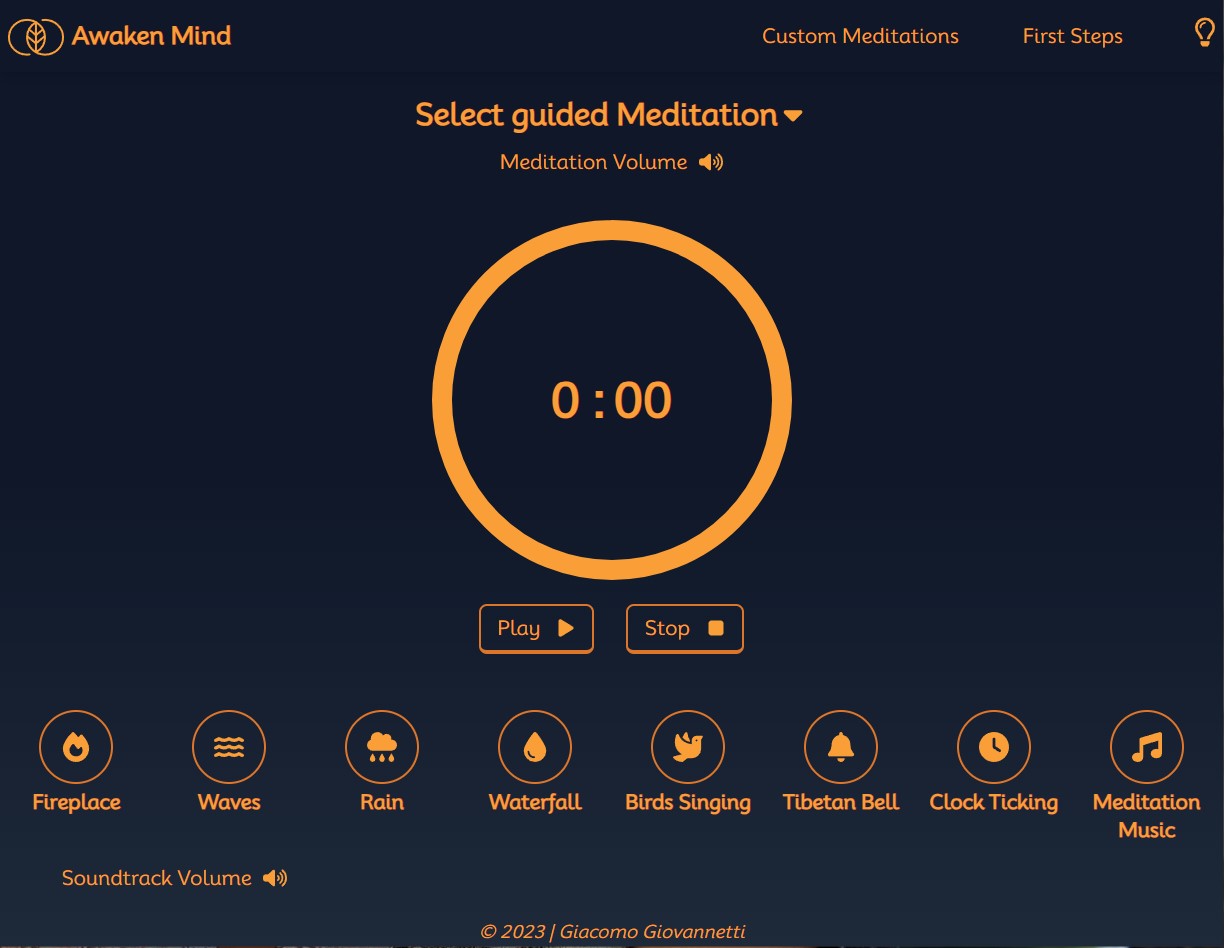 Awaken Mind
Custom Meditations
First Steps
Select guided Meditation
Meditation Volume
0 : 00
Play
Stop
Fireplace
Waves
Rain
Waterfall
Birds Singing
Tibetan Bell
Clock Ticking
Meditation
Music
Soundtrack Volume
© 2023 | Giacomo Giovannetti